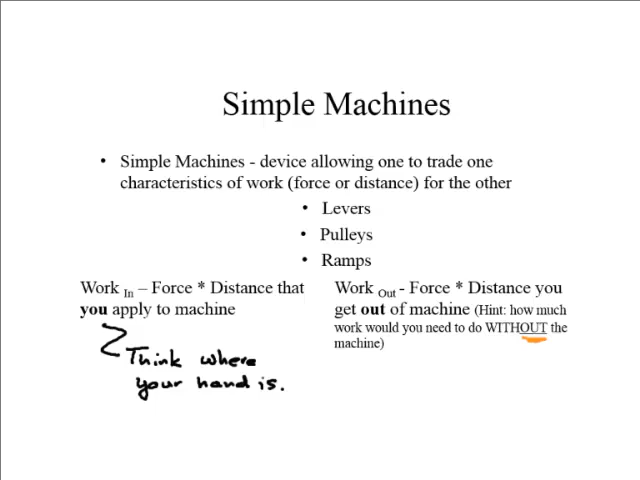 Simple Machines
• Simple Machines - device allowing one to trade one
characteristics of work (force or distance) for the other
• Levers
• Pulleys
• Ramps
Work In – Force * Distance that
you apply to machine
Think where
your hand is.
Work Out - Force * Distance you
get out of machine (Hint: how much
work would you need to do WITHOUT the
machine)